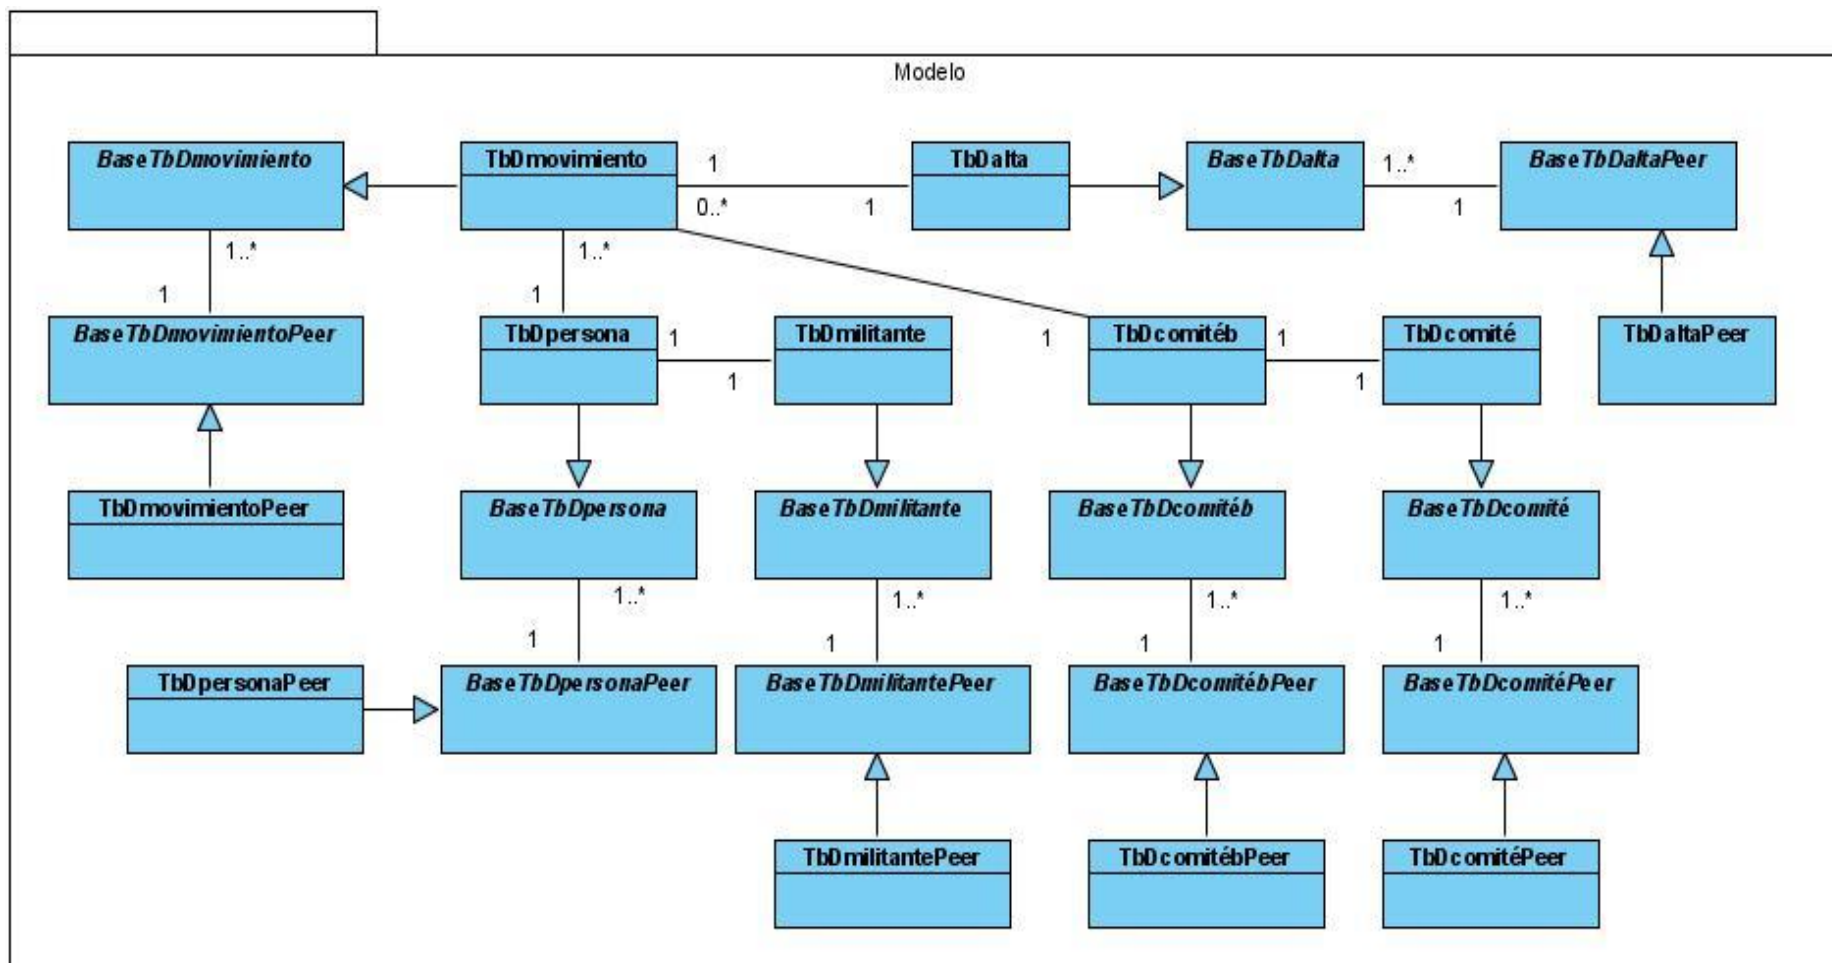 Modelo
BaseTbDmovimiento
TbDmovimiento
1
0..*
1
TbDalta
BaseTbDalta
1..*
1
BaseTbDaltaPeer
1..*
1
1..*
1
1
BaseTbDmovimientoPeer
TbDpersona
1
1
TbDmilitante
TbDcomitéb
1
1
TbDcomité
TbDaltaPeer
TbDmovimientoPeer
BaseTbDpersona
BaseTbDmilitante
BaseTbDcomitéb
BaseTbDcomité
1..*
1
1..*
1
1..*
1
1..*
1
TbDpersonaPeer
BaseTbDpersonaPeer
BaseTbDmilitantePeer
BaseTbDcomitébPeer
BaseTbDcomitéPeer
TbDmilitantePeer
TbDcomitébPeer
TbDcomitéPeer